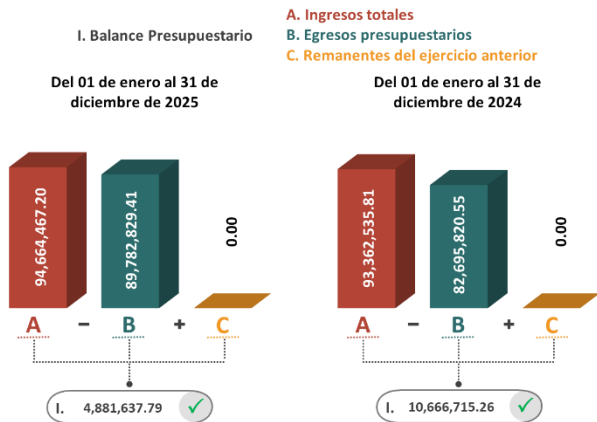 I. Balance Presupuestario
A. Ingresos totales
B. Egresos presupuestarios
C. Remanentes del ejercicio anterior
Del 01 de enero al 31 de
diciembre de 2025
94,664,467.20
89,782,829.41
0.00
A – B + C
I. 4,881,637.79 ✓
Del 01 de enero al 31 de
diciembre de 2024
93,362,535.81
82,695,820.55
0.00
A – B + C
I. 10,666,715.26 ✓